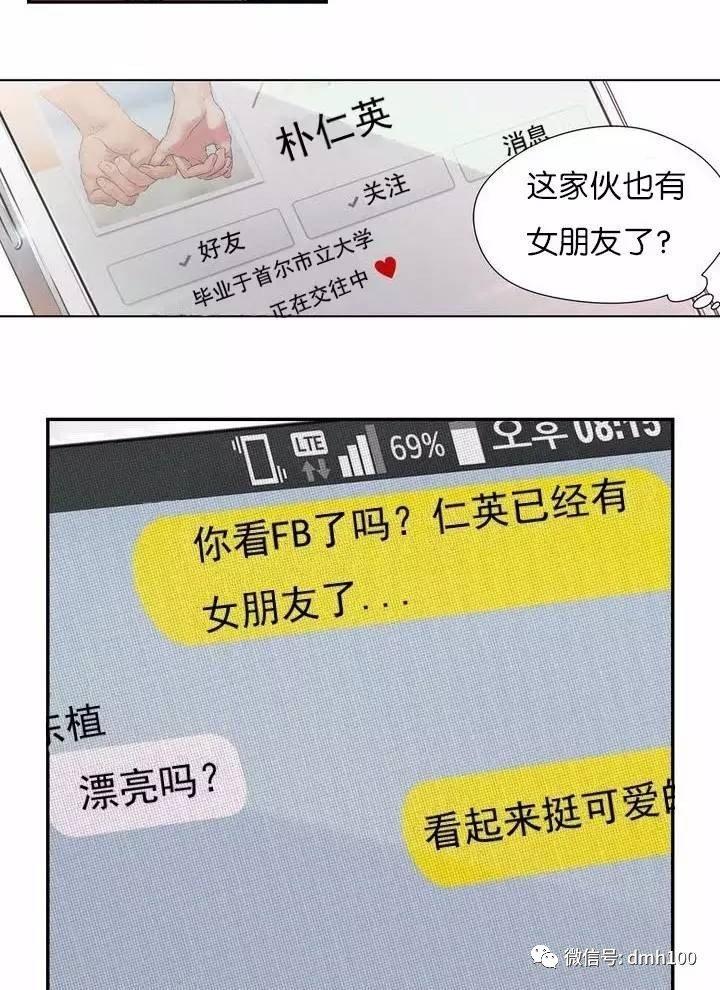 朴仁英
消息
关注
好友
毕业于首尔市立大学
正在交往中
这家伙也有
女朋友了?
LTE 69% 오후 08:15
你看FB了吗? 仁英已经有
女朋友了...
东植
漂亮吗?
看起来挺可爱的
微信号: dmh100